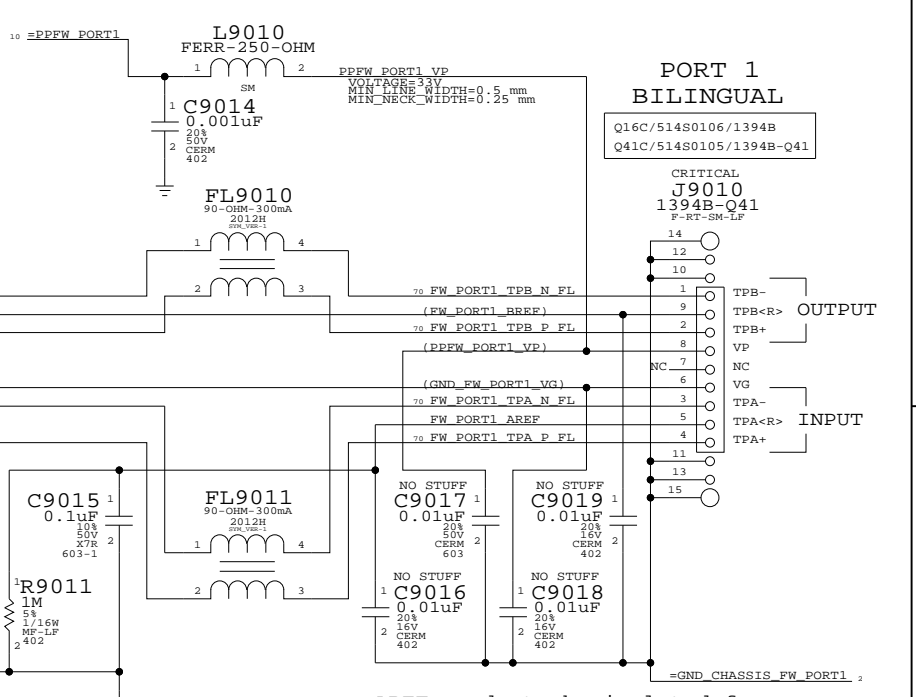 10 =PPFW_PORT1
L9010
FERR-250-OHM
1 2
SM
PPFW_PORT1_VP
VOLTAGE=33V
MIN_LINE_WIDTH=0.5 mm
MIN_NECK_WIDTH=0.25 mm
1 C9014
0.001uF
20%
50V
2 CERM
402
PORT 1
BILINGUAL
Q16C/514S0106/1394B
Q41C/514S0105/1394B-Q41
CRITICAL
J9010
1394B-Q41
F-RT-SM-LF
FL9010
90-OHM-300mA
2012H
SYM_VER-1
1 4
2 3
14
12
10
70 FW_PORT1_TPB_N_FL 1 TPB-
(FW_PORT1_BREF) 9 TPB<R>
OUTPUT
70 FW_PORT1_TPB_P_FL 2 TPB+
(PPFW_PORT1_VP) 8 VP
NC 7 NC
(GND_FW_PORT1_VG) 6 VG
70 FW_PORT1_TPA_N_FL 3 TPA-
FW_PORT1_AREF 5 TPA<R>
INPUT
70 FW_PORT1_TPA_P_FL 4 TPA+
11
13
15
C9015 1
0.1uF
10%
50V
X7R 2
603-1
FL9011
90-OHM-300mA
2012H
SYM_VER-1
1 4
2 3
NO STUFF
C9017 1
0.01uF
20%
50V
CERM 2
603
NO STUFF
C9019 1
0.01uF
20%
16V
CERM 2
402
1 R9011
1M
5%
1/16W
MF-LF
2 402
NO STUFF
1 C9016
0.01uF
20%
16V
2 CERM
402
NO STUFF
1 C9018
0.01uF
20%
16V
2 CERM
402
=GND_CHASSIS_FW_PORT1 2